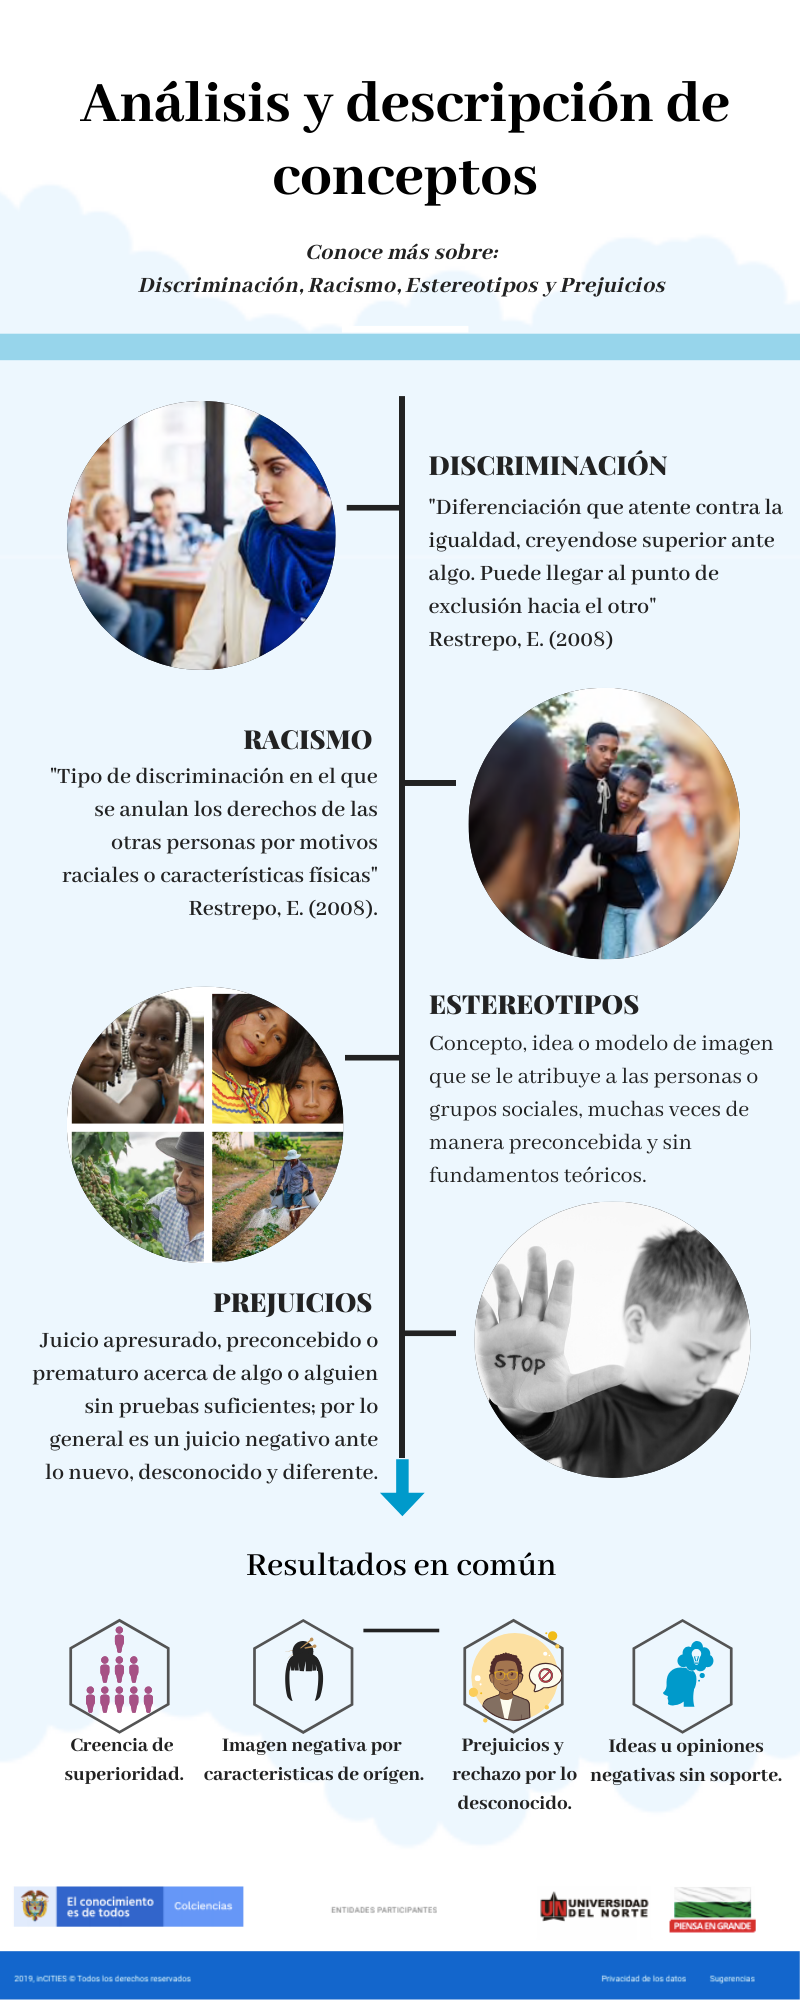 Análisis y descripción de
conceptos
Conoce más sobre:
Discriminación, Racismo, Estereotipos y Prejuicios
DISCRIMINACIÓN
"Diferenciación que atente contra la
igualdad, creyendose superior ante
algo. Puede llegar al punto de
exclusión hacia el otro"
Restrepo, E. (2008)
RACISMO
"Tipo de discriminación en el que
se anulan los derechos de las
otras personas por motivos
raciales o características físicas"
Restrepo, E. (2008).
ESTEREOTIPOS
Concepto, idea o modelo de imagen
que se le atribuye a las personas o
grupos sociales, muchas veces de
manera preconcebida y sin
fundamentos teóricos.
STOP
PREJUICIOS
Juicio apresurado, preconcebido o
prematuro acerca de algo o alguien
sin pruebas suficientes; por lo
general es un juicio negativo ante
lo nuevo, desconocido y diferente.
Resultados en común
Creencia de
superioridad.
Imagen negativa por
caracteristicas de orígen.
Prejuicios y
rechazo por lo
desconocido.
Ideas u opiniones
negativas sin soporte.
El conocimiento
es de todos
Colciencias
ENTIDADES PARTICIPANTES
UN UNIVERSIDAD
DEL NORTE
PIENSA EN GRANDE
2019, inCITIES © Todos los derechos reservados
Privacidad de los datos
Sugerencias